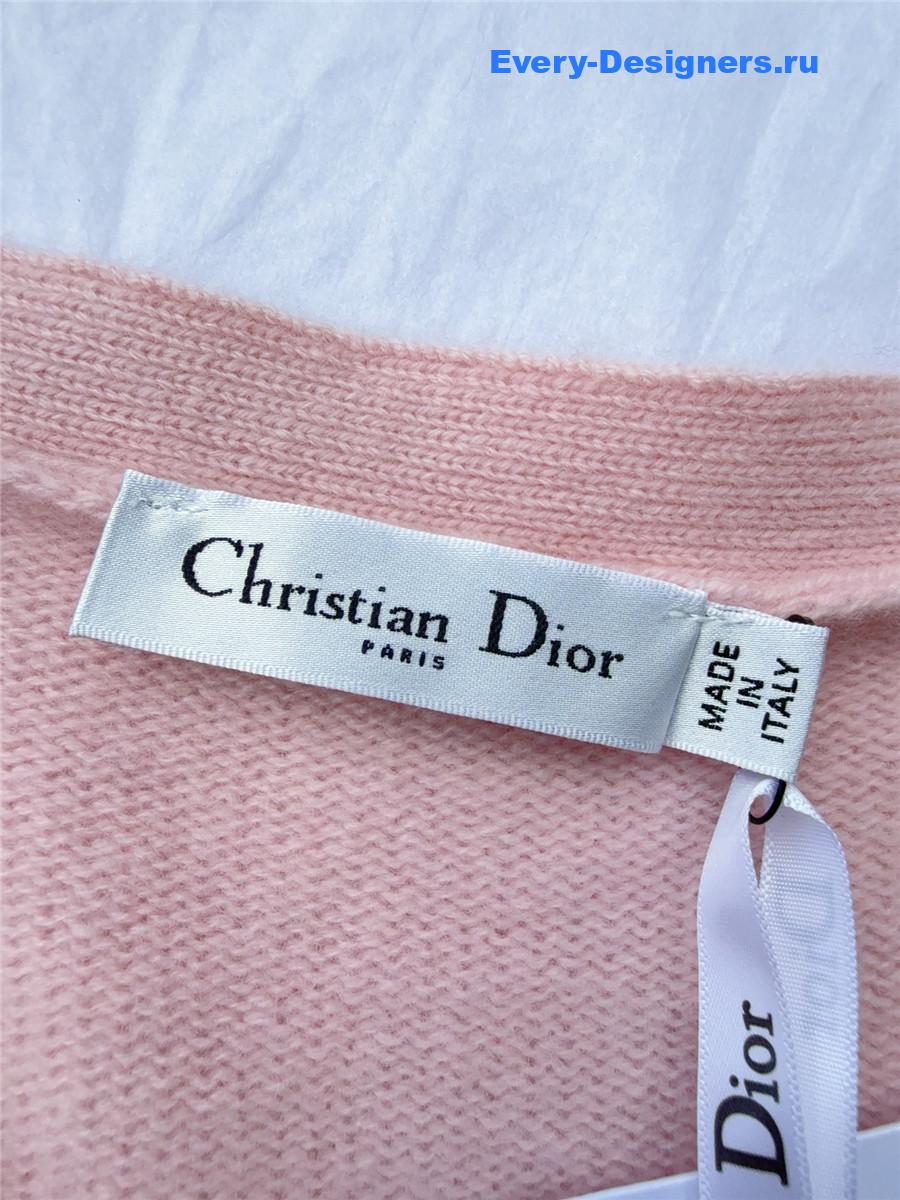 Every-Designers.ru
Christian Dior
PARIS
MADE
IN
ITALY
Dior